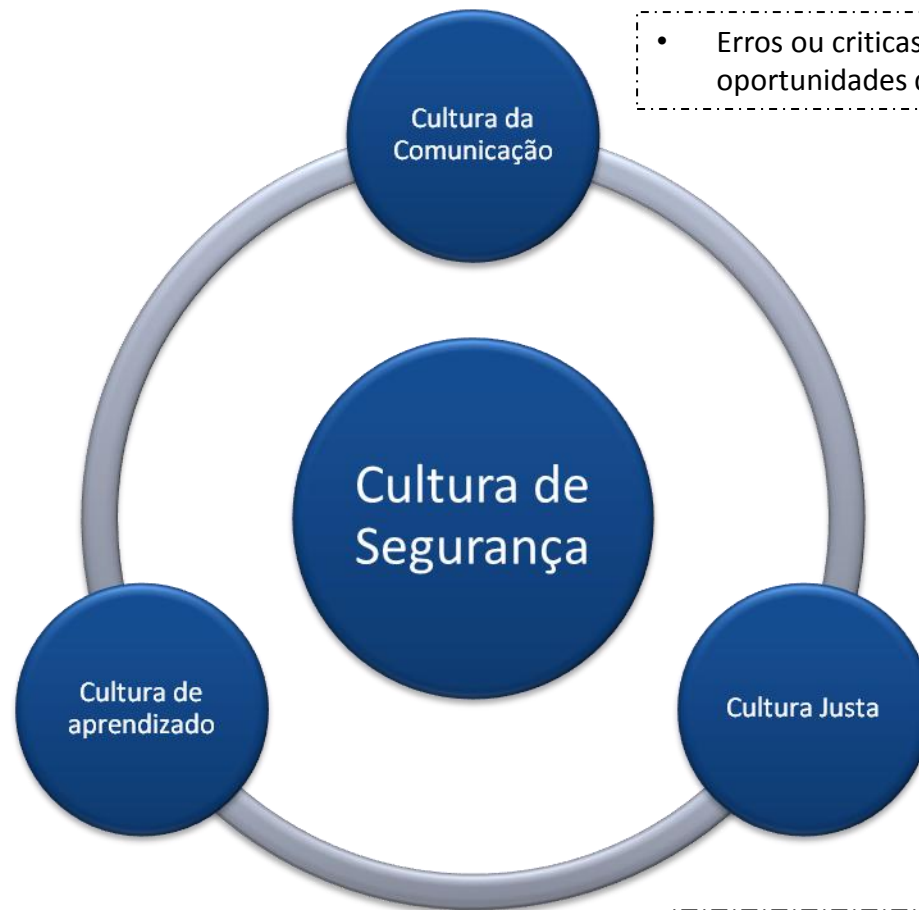 • Erros ou criticas
oportunidades
Cultura da
Comunicação
Cultura de
Segurança
Cultura de
aprendizado
Cultura Justa